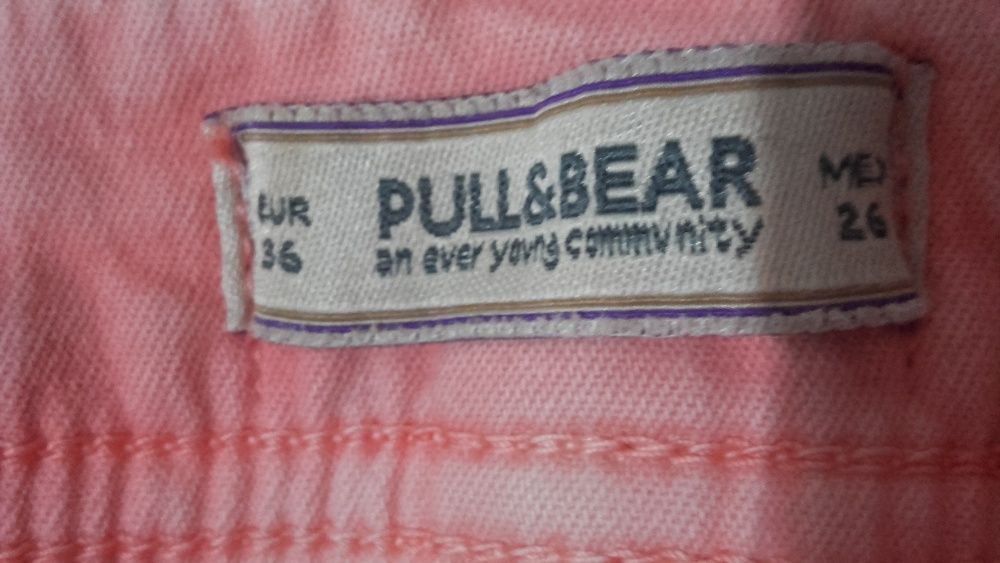 EUR
36
PULL&BEAR
an ever young community
MEX
26